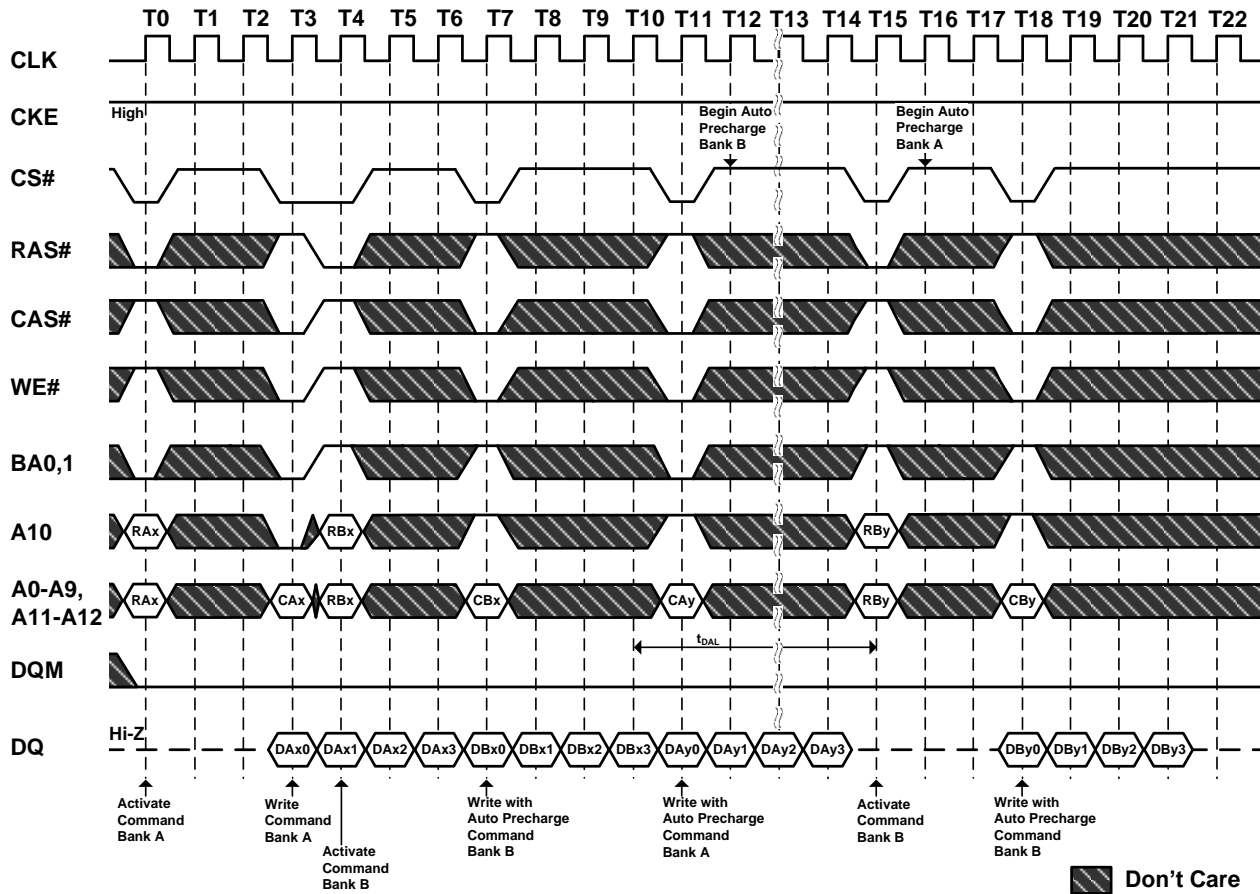 T0 T1 T2 T3 T4 T5 T6 T7 T8 T9 T10 T11 T12 T13 T14 T15 T16 T17 T18 T19 T20 T21 T22
CLK
CKE
High
Begin Auto
Precharge
Bank B
Begin Auto
Precharge
Bank A
CS#
RAS#
CAS#
WE#
BA0,1
A10
RAx
RBx
RBy
A0-A9,
A11-A12
RAx
CAx
RBx
CBx
CAy
RBy
CBy
tDAL
DQM
DQ
Hi-Z
DAx0 DAx1 DAx2 DAx3 DBx0 DBx1 DBx2 DBx3 DAy0 DAy1 DAy2 DAy3 DBy0 DBy1 DBy2 DBy3
Activate
Command
Bank A
Write
Command
Bank A
Activate
Command
Bank B
Write with
Auto Precharge
Command
Bank B
Write with
Auto Precharge
Command
Bank A
Activate
Command
Bank B
Write with
Auto Precharge
Command
Bank B
Don't Care